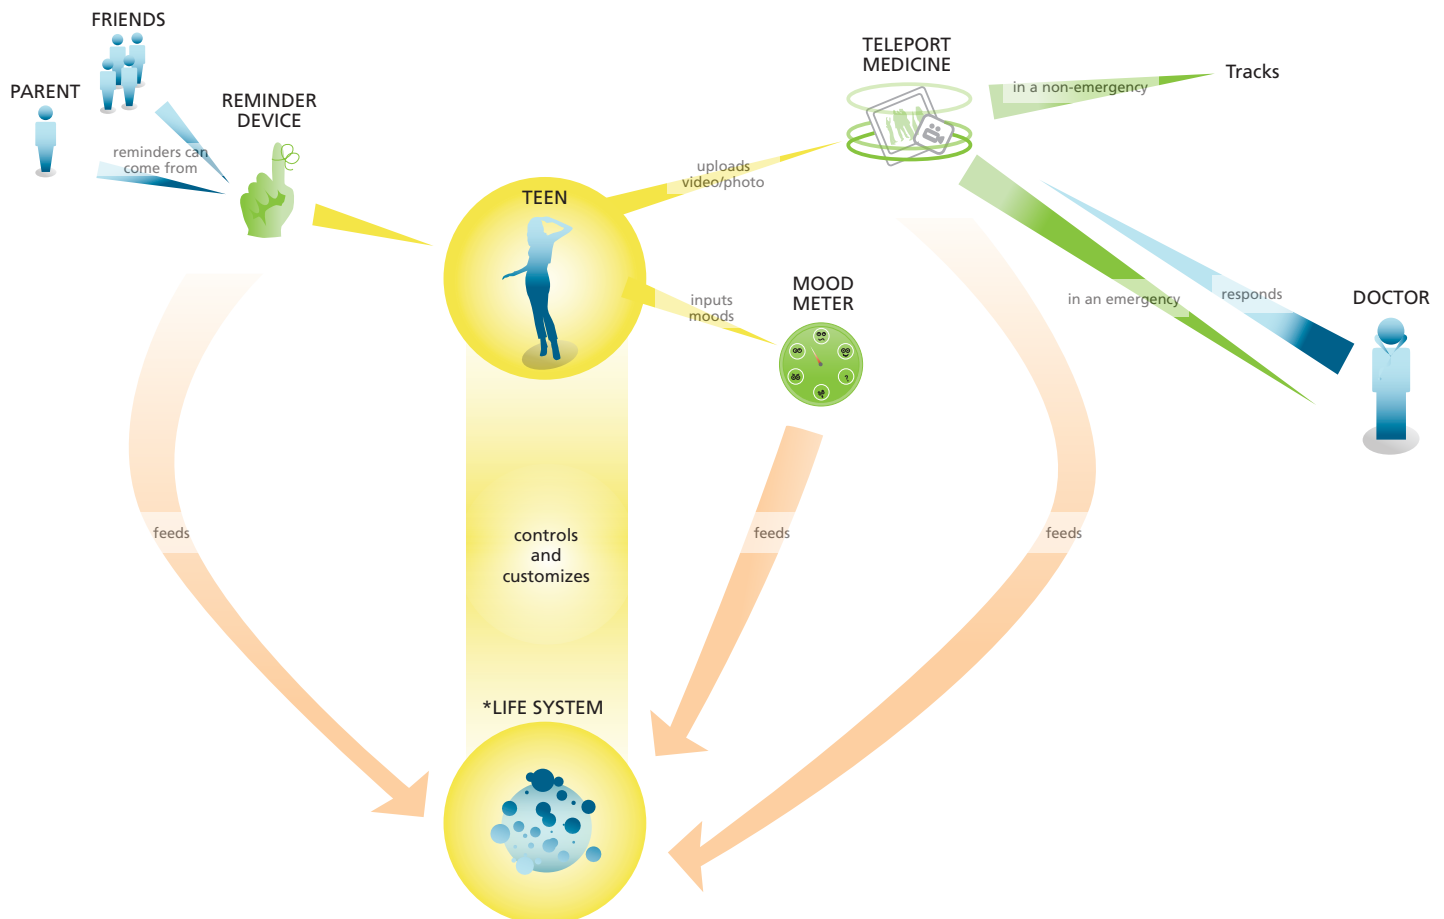 FRIENDS
PARENT
REMINDER
DEVICE
reminders can
come from
TEEN
uploads
video/photo
TELEPORT
MEDICINE
in a non-emergency
Tracks
inputs
moods
MOOD
METER
in an emergency
responds
DOCTOR
feeds
controls
and
customizes
feeds
feeds
*LIFE SYSTEM